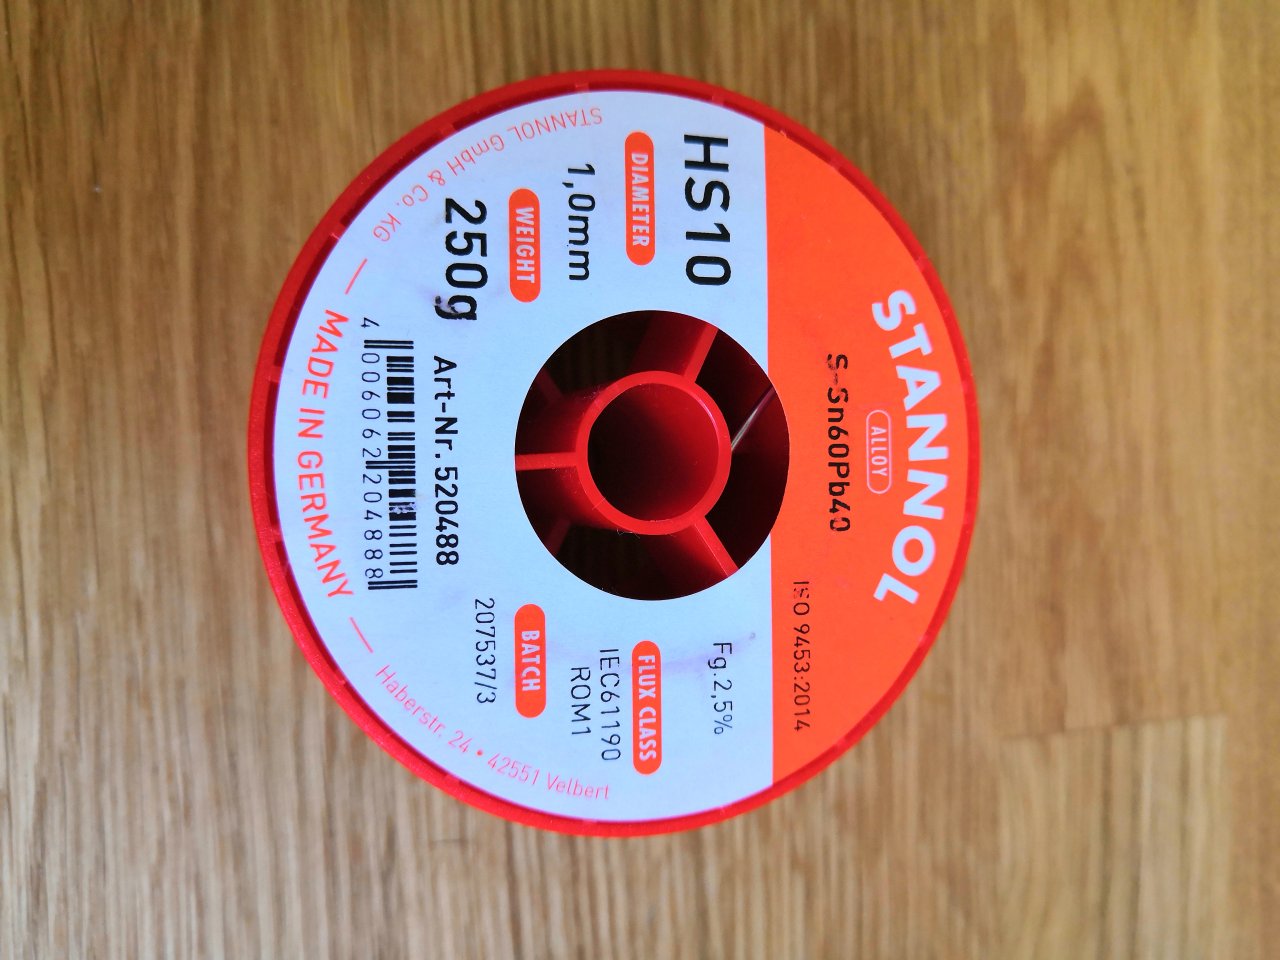 STANNOL
ALLOY
S-Sn60Pb40
ISO 9453:2014
HS10
Fg.2,5%
DIAMETER
1,0mm
FLUX CLASS
IEC61190
ROM1
WEIGHT
250g
BATCH
207537/3
Art-Nr. 520488
4 006062 204888
STANNOL GmbH & Co. KG — MADE IN GERMANY — Haberstr. 24 • 42551 Velbert